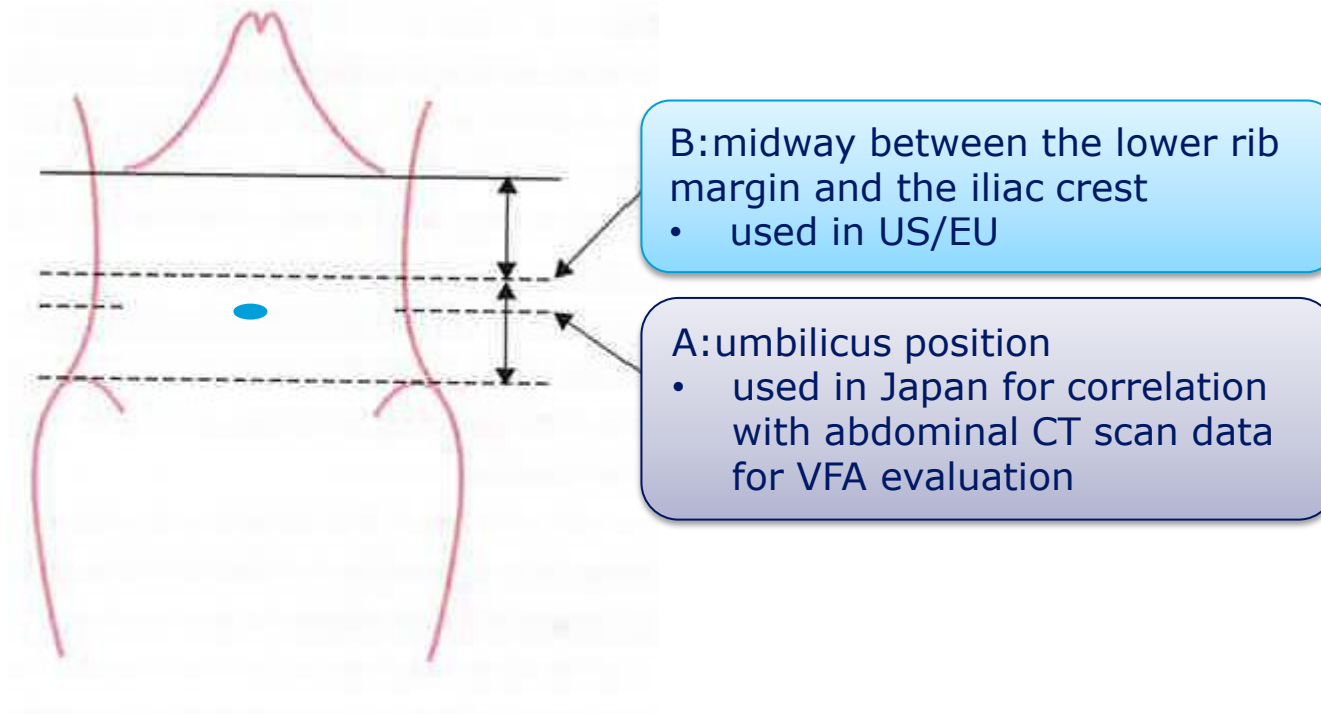 B:midway between the lower rib
margin and the iliac crest
• used in US/EU
A:umbilicus position
• used in Japan for correlation
with abdominal CT scan data
for VFA evaluation